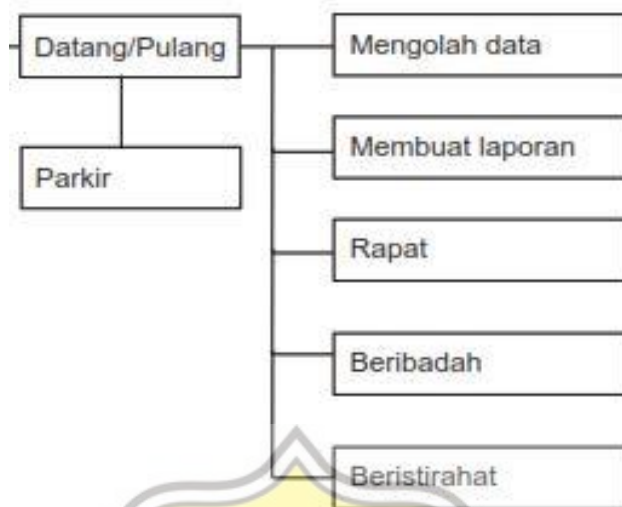 Datang/Pulang
Mengolah data
Membuat laporan
Parkir
Rapat
Beribadah
Beristirahat